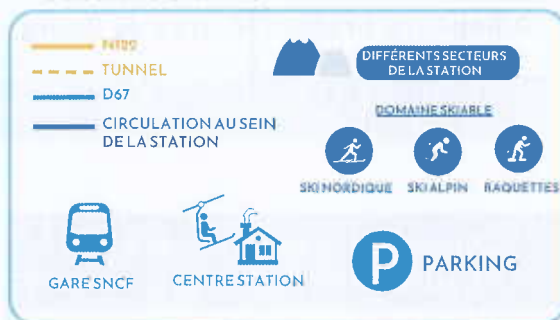 N122
TUNNEL
D67
CIRCULATION AU SEIN
DE LA STATION
DIFFÉRENTS SECTEURS
DE LA STATION
DOMAINE SKIABLE
SKI NORDIQUE
SKI ALPIN
RAQUETTES
GARE SNCF
CENTRE STATION
P
PARKING